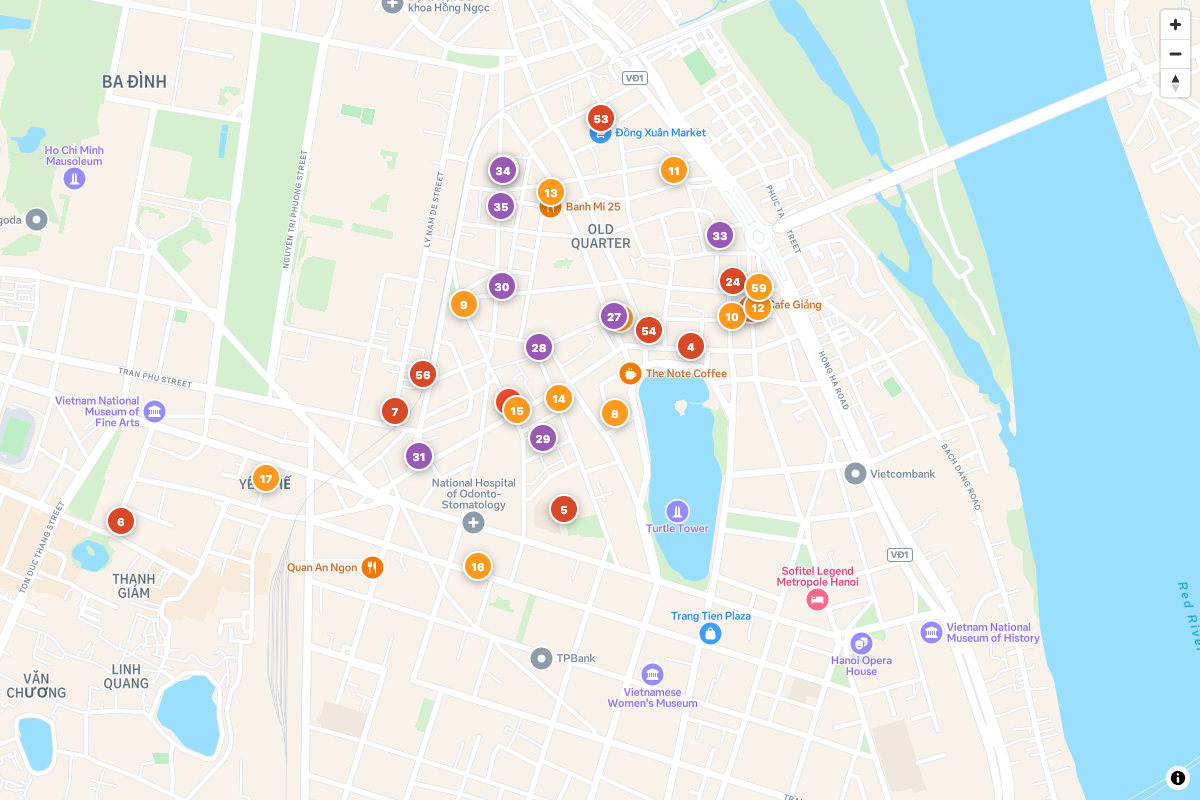 khoa Hồng Ngọc
BA ĐÌNH
VĐ1
53
Đồng Xuân Market
Ho Chi Minh
Mausoleum
34
11
13
35
Banh Mi 25
goda
OLD
QUARTER
33
PHUC TA
TREET
NGUYEN TRI PHUONG STREET
LY NAM DE STREET
24
59
30
9
12
Cafe Giảng
10
27
54
4
28
56
The Note Coffee
TRAN PHU STREET
HONG HA ROAD
Vietnam National
Museum of
Fine Arts
7
15
14
8
29
31
BACH DANG ROAD
17
National Hospital
of Odonto-
Stomatology
Vietcombank
5
6
Turtle Tower
TON DUC THANG STREET
VĐ1
16
Quan An Ngon
THANH
GIÁM
Sofitel Legend
Metropole Hanoi
Red River
Trang Tien Plaza
Vietnam National
Museum of History
Hanoi Opera
House
TPBank
LINH
QUANG
VĂN
CHƯƠNG
Vietnamese
Women's Museum